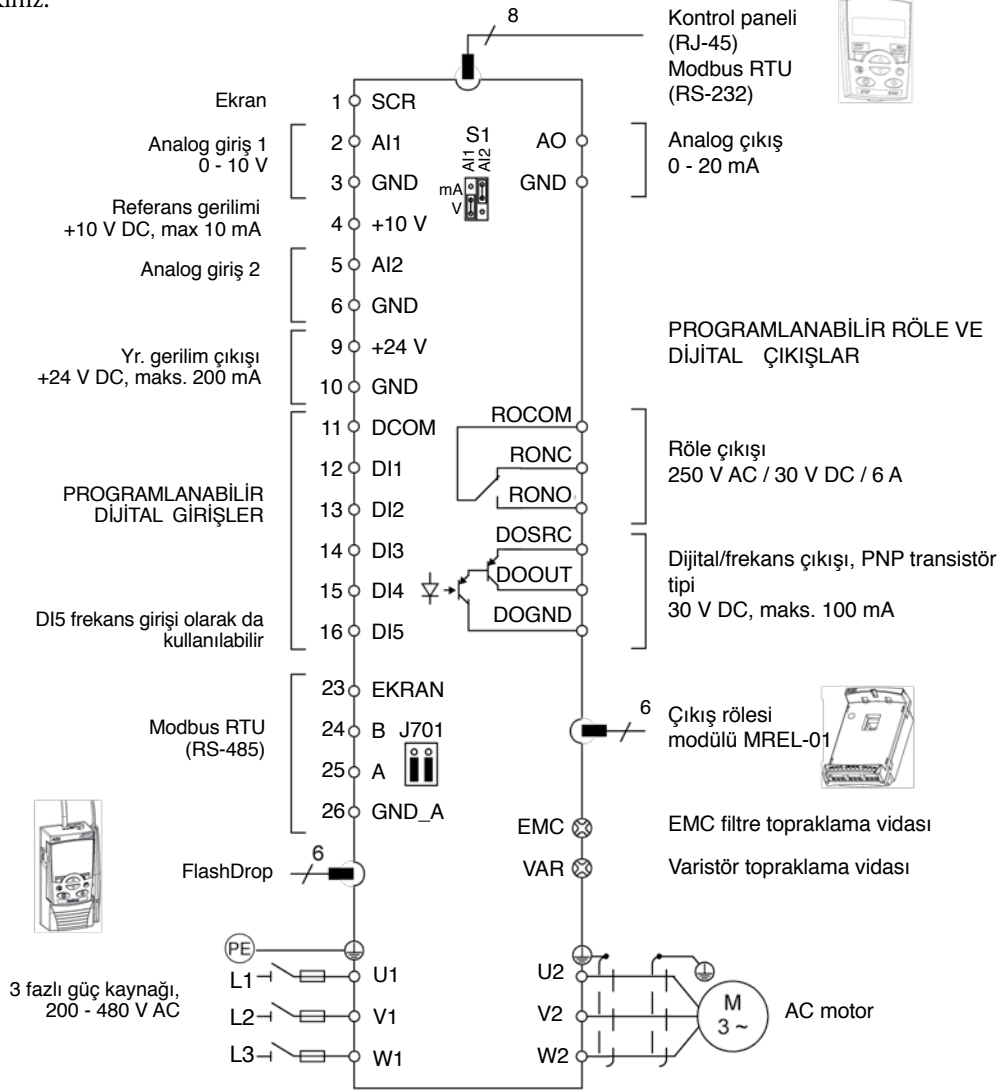 8
Kontrol paneli
(RJ-45)
Modbus RTU
(RS-232)
Ekran
1 SCR
Analog giriş 1
0 - 10 V
2 AI1
3 GND
S1
AI1
AI2
mA
V
AO
GND
Analog çıkış
0 - 20 mA
Referans gerilimi
+10 V DC, max 10 mA
4 +10 V
Analog giriş 2
5 AI2
6 GND
Yr. gerilim çıkışı
+24 V DC, maks. 200 mA
9 +24 V
10 GND
PROGRAMLANABİLİR RÖLE VE
DİJİTAL ÇIKIŞLAR
PROGRAMLANABİLİR
DİJİTAL GİRİŞLER
11 DCOM
12 DI1
13 DI2
14 DI3
15 DI4
16 DI5
DI5 frekans girişi olarak da
kullanılabilir
ROCOM
RONC
RONO
Röle çıkışı
250 V AC / 30 V DC / 6 A
DOSRC
DOOUT
DOGND
Dijital/frekans çıkışı, PNP transistör
tipi
30 V DC, maks. 100 mA
Modbus RTU
(RS-485)
23 EKRAN
24 B J701
25 A
26 GND_A
6
Çıkış rölesi
modülü MREL-01
EMC
EMC filtre topraklama vidası
VAR
Varistör topraklama vidası
FlashDrop
6
PE
3 fazlı güç kaynağı,
200 - 480 V AC
L1 U1
L2 V1
L3 W1
U2
V2
W2
M
3 ~
AC motor